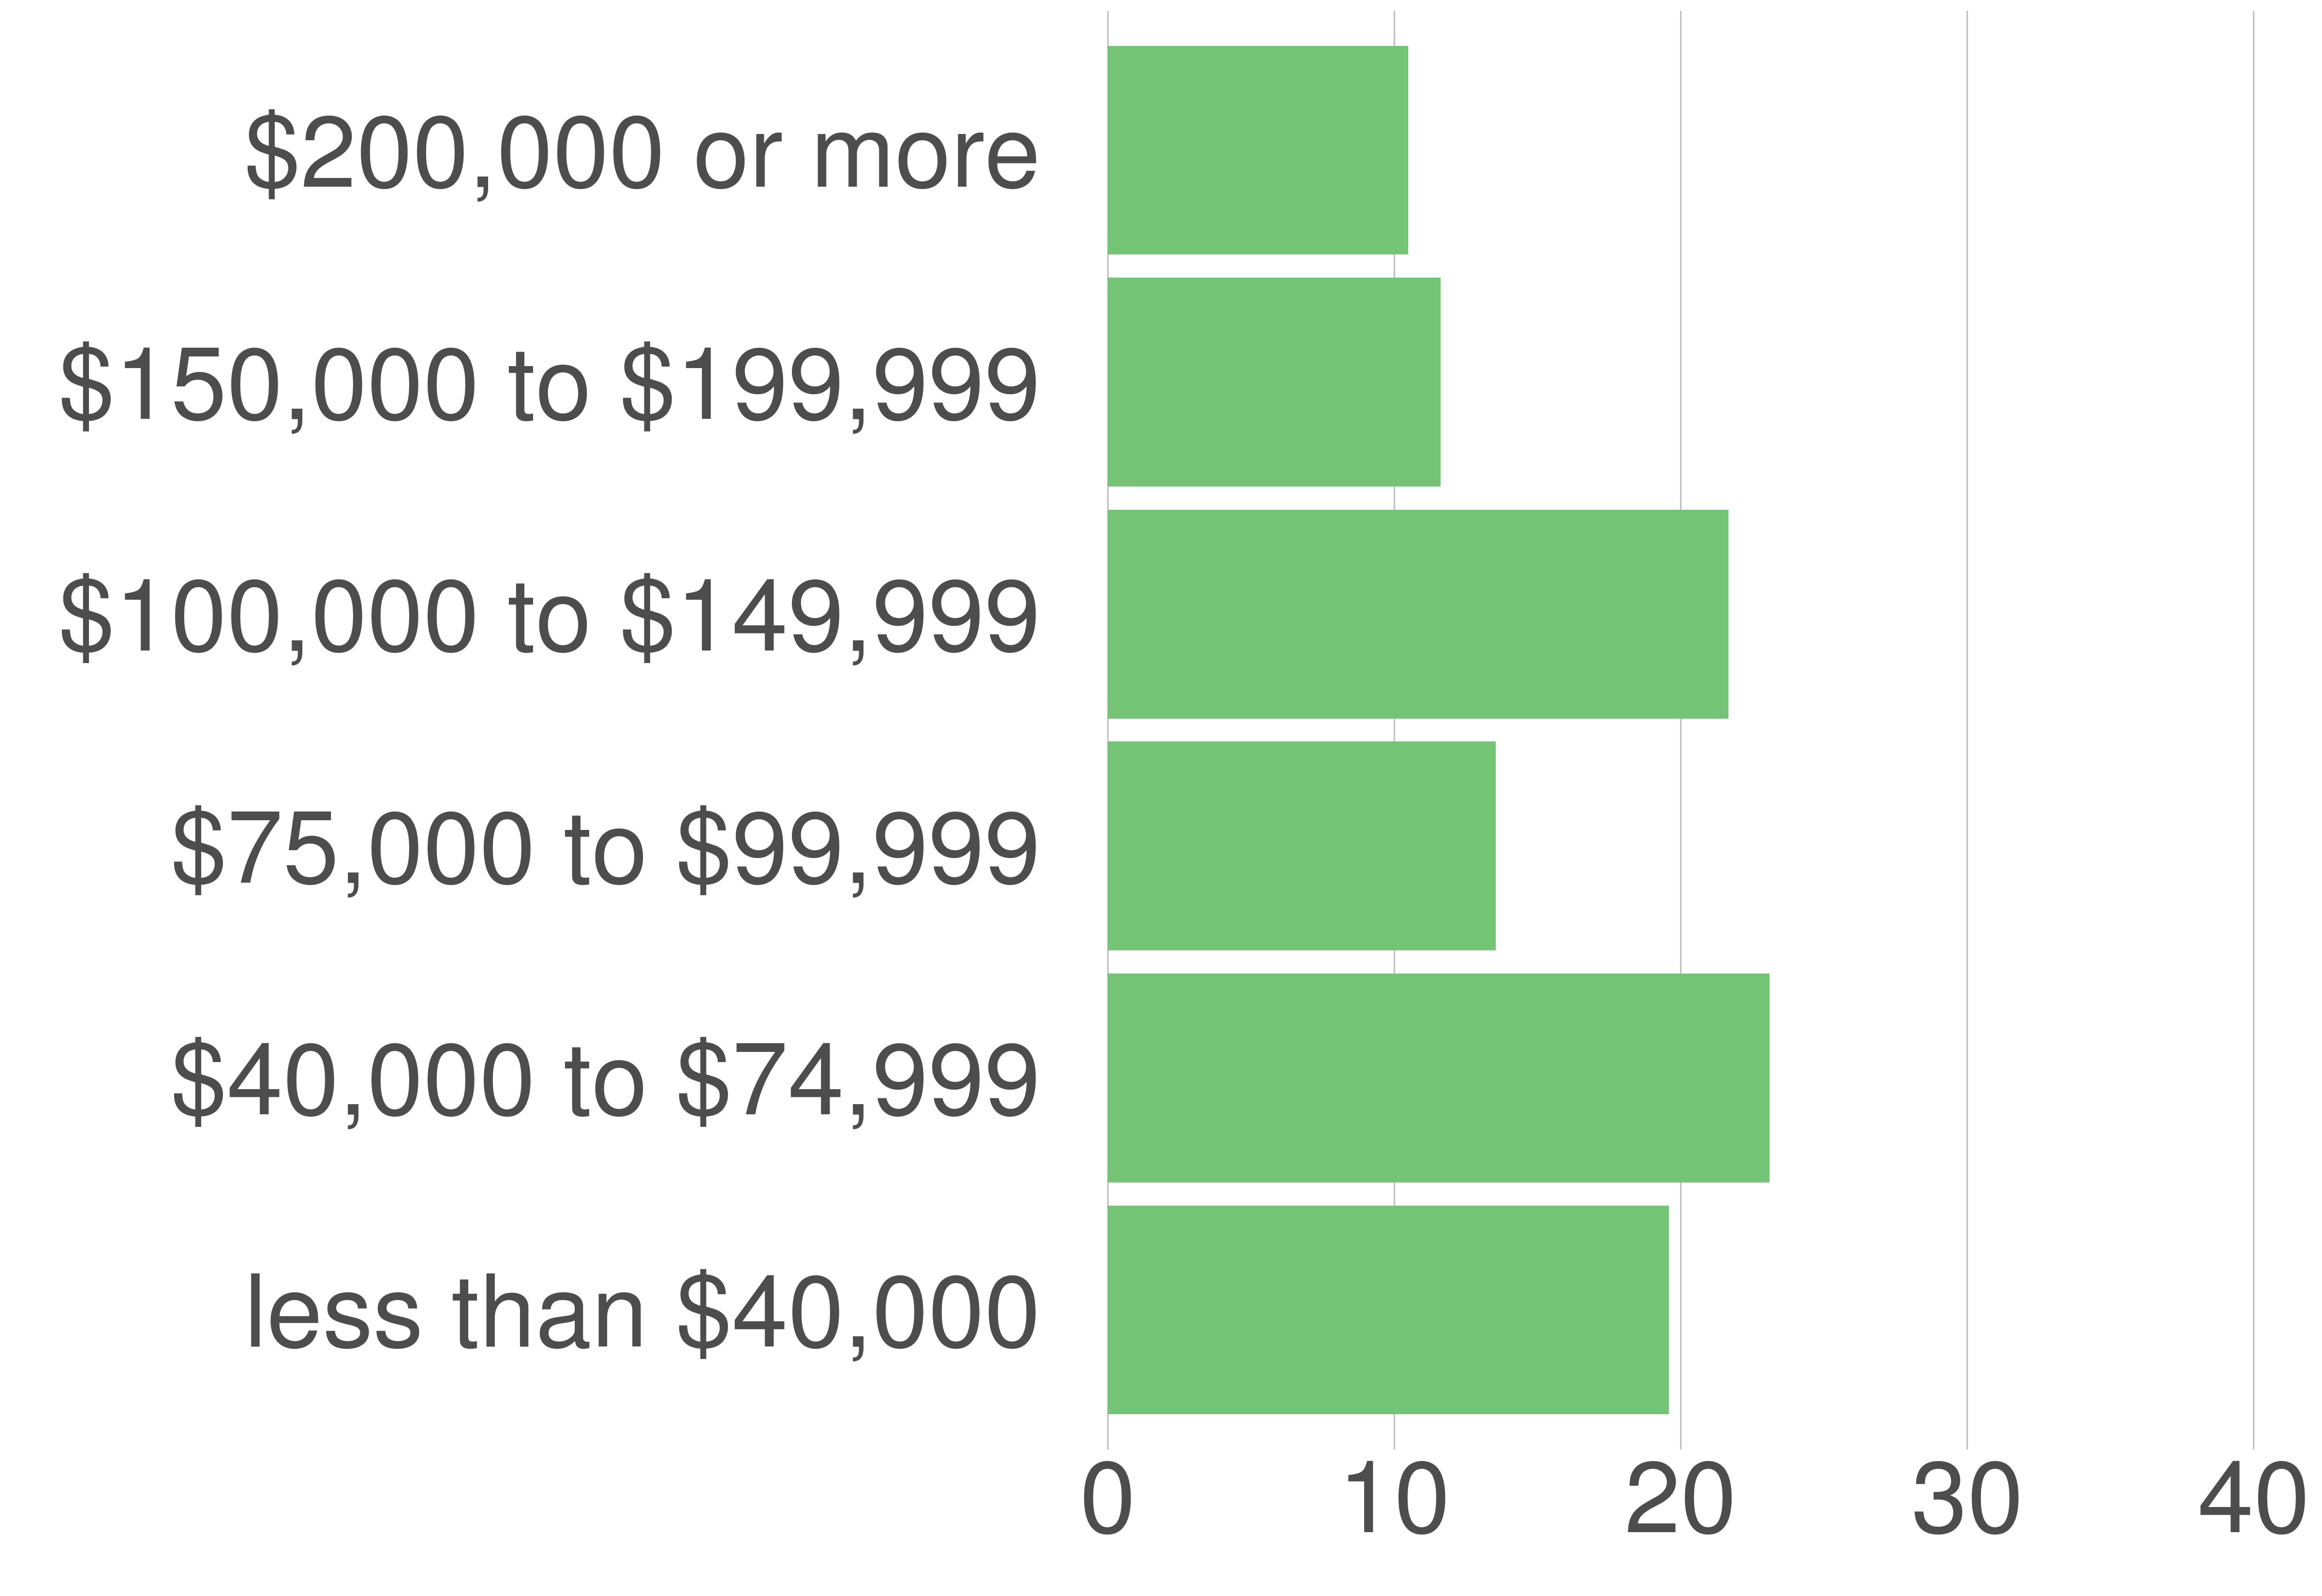 $200,000 or more
$150,000 to $199,999
$100,000 to $149,999
$75,000 to $99,999
$40,000 to $74,999
less than $40,000
0 10 20 30 40